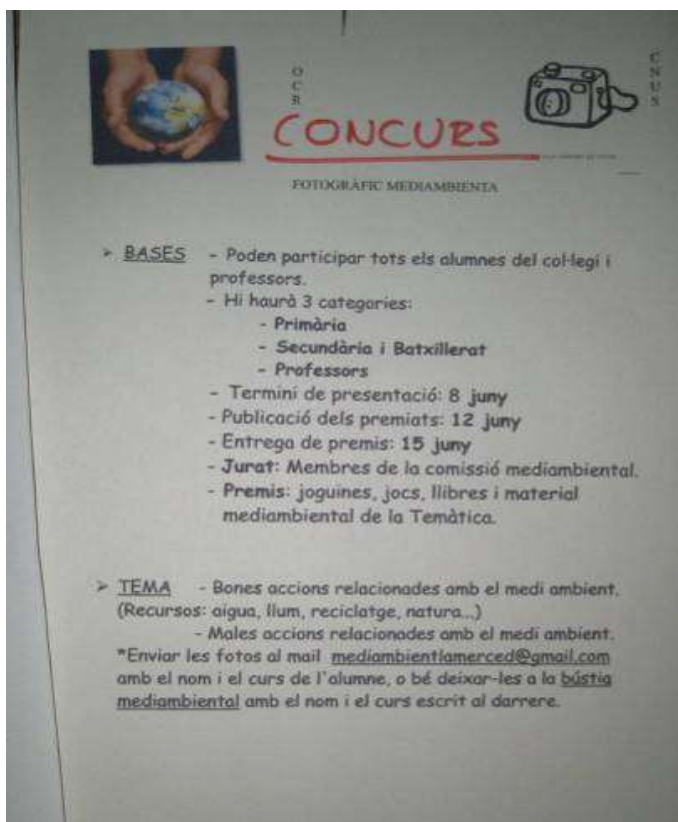 O
C
R
C
N
U
S
CONCURS
FOTOGRÀFIC MEDIAMBIENTA
➤ BASES - Poden participar tots els alumnes del col·legi i
professors.
- Hi haurà 3 categories:
- Primària
- Secundària i Batxillerat
- Professors
- Termini de presentació: 8 juny
- Publicació dels premiats: 12 juny
- Entrega de premis: 15 juny
- Jurat: Membres de la comissió mediambiental.
- Premis: joguines, jocs, llibres i material
mediambiental de la Temàtica.
➤ TEMA - Bones accions relacionades amb el medi ambient.
(Recursos: aigua, llum, reciclatge, natura...)
- Males accions relacionades amb el medi ambient.
*Enviar les fotos al mail mediambientlamerced@gmail.com
amb el nom i el curs de l'alumne, o bé deixar-les a la bústia
mediambiental amb el nom i el curs escrit al darrere.